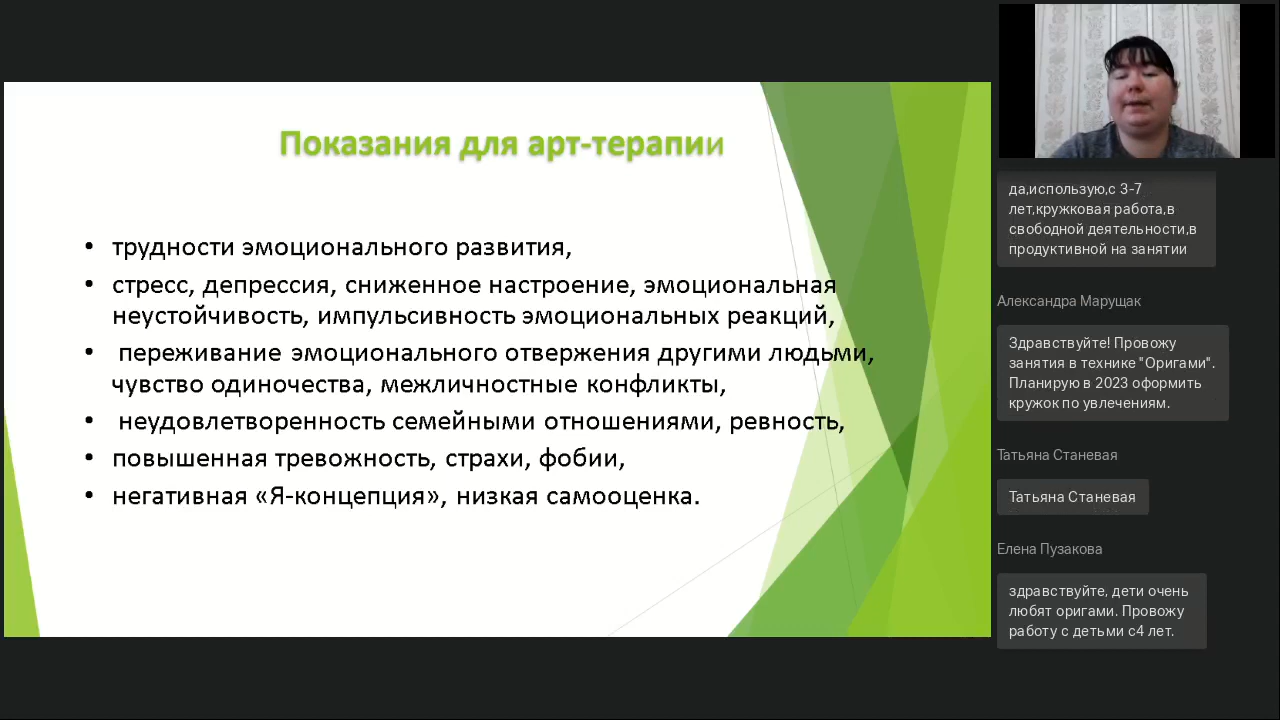 Показания для арт-терапии
• трудности эмоционального развития,
• стресс, депрессия, сниженное настроение, эмоциональная
неустойчивость, импульсивность эмоциональных реакций,
• переживание эмоционального отвержения другими людьми,
чувство одиночества, межличностные конфликты,
• неудовлетворенность семейными отношениями, ревность,
• повышенная тревожность, страхи, фобии,
• негативная «Я-концепция», низкая самооценка.
да,использую,с 3-7
лет,кружковая работа,в
свободной деятельности,в
продуктивной на занятии
Александра Марущак
Здравствуйте! Провожу
занятия в технике "Оригами".
Планирую в 2023 оформить
кружок по увлечениям.
Татьяна Станевая
Татьяна Станевая
Елена Пузакова
здравствуйте, дети очень
любят оригами. Провожу
работу с детьми с4 лет.